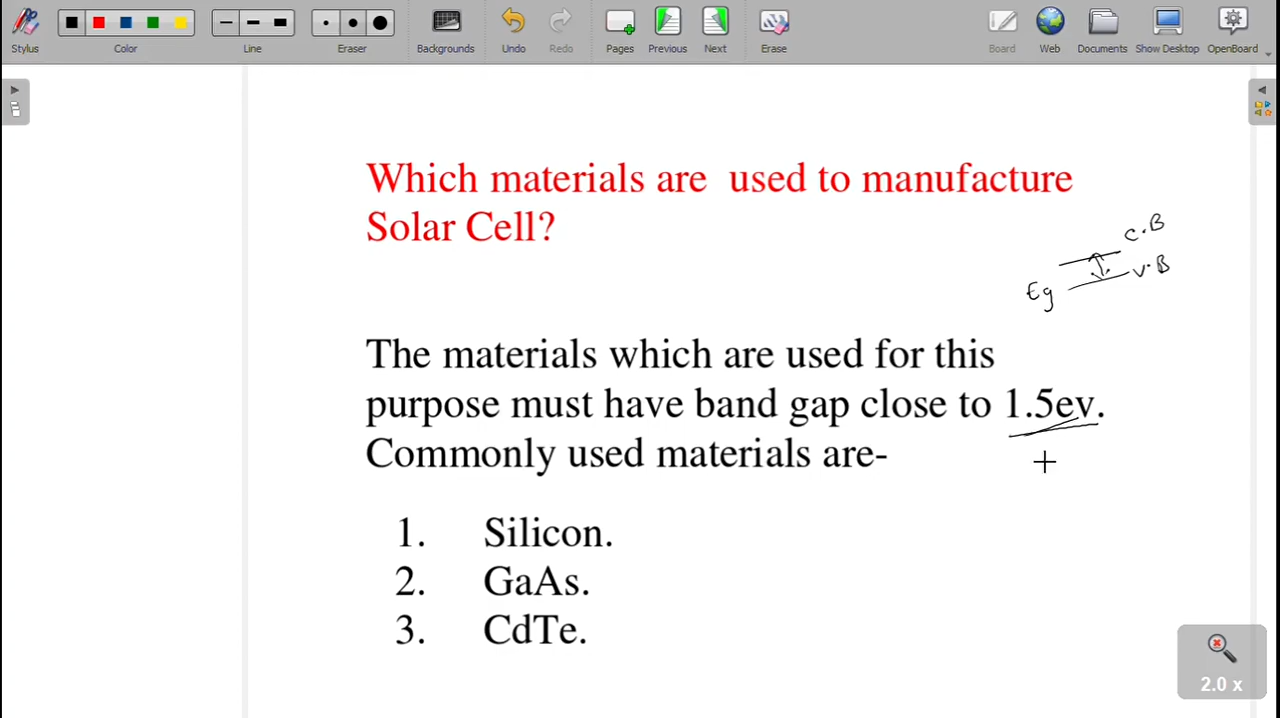 Stylus
Color
Line
Eraser
Backgrounds
Undo
Redo
Pages
Previous
Next
Erase
Board
Web
Documents
Show Desktop
OpenBoard
Which materials are used to manufacture
Solar Cell?
C.B
V.B
Eg
The materials which are used for this
purpose must have band gap close to 1.5ev.
Commonly used materials are-
1. Silicon.
2. GaAs.
3. CdTe.
2.0 x